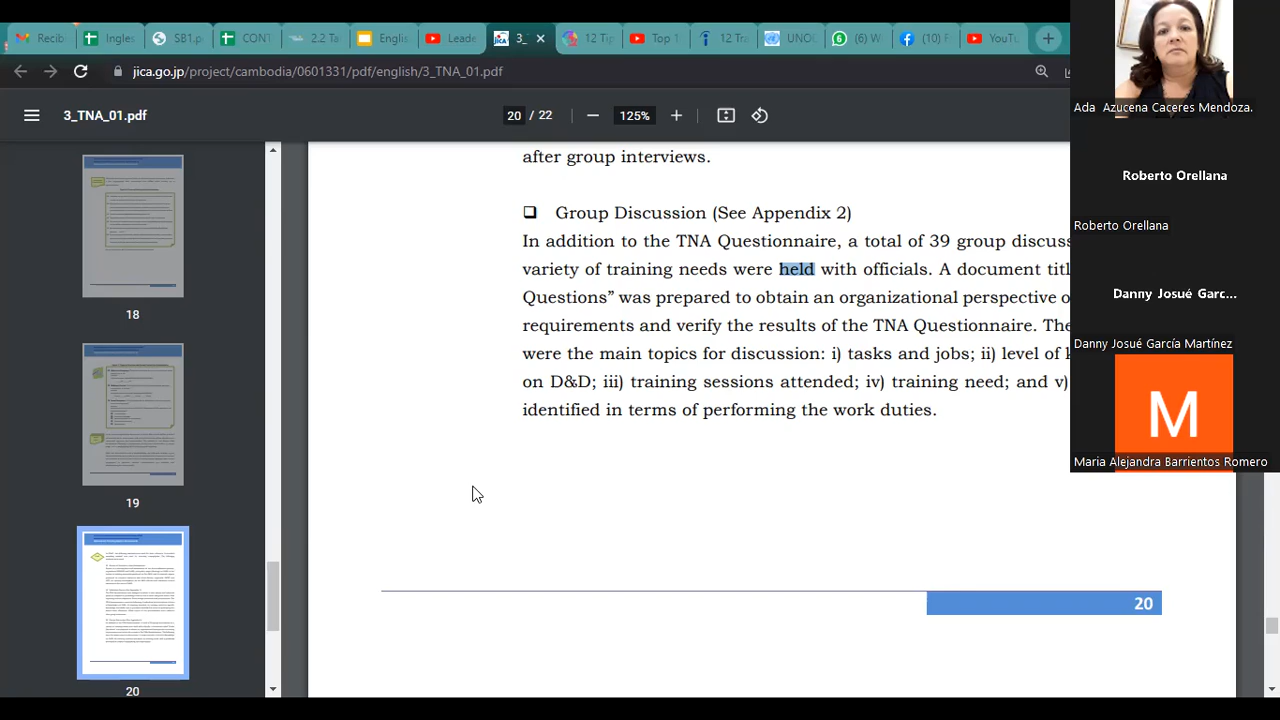 Recib
Ingles
SB1.p
CON
2:2 Ta
Englis
Leade
3_
12 Tip
Top 1
12 Tra
UNO
(6) W
(10) F
YouTu
jica.go.jp/project/cambodia/0601331/pdf/english/3_TNA_01.pdf
3_TNA_01.pdf
20 / 22
125%
after group interviews.
Group Discussion (See Appendix 2)
In addition to the TNA Questionnaire, a total of 39 group discuss
variety of training needs were held with officials. A document titl
Questions” was prepared to obtain an organizational perspective o
requirements and verify the results of the TNA Questionnaire. The
were the main topics for discussion: i) tasks and jobs; ii) level of k
on D&D; iii) training sessions attended; iv) training need; and v)
identified in terms of performing the work duties.
20
18
19
20
Ada Azucena Caceres Mendoza.
Roberto Orellana
Roberto Orellana
Danny Josué Garc...
Danny Josué García Martínez
M
Maria Alejandra Barrientos Romero